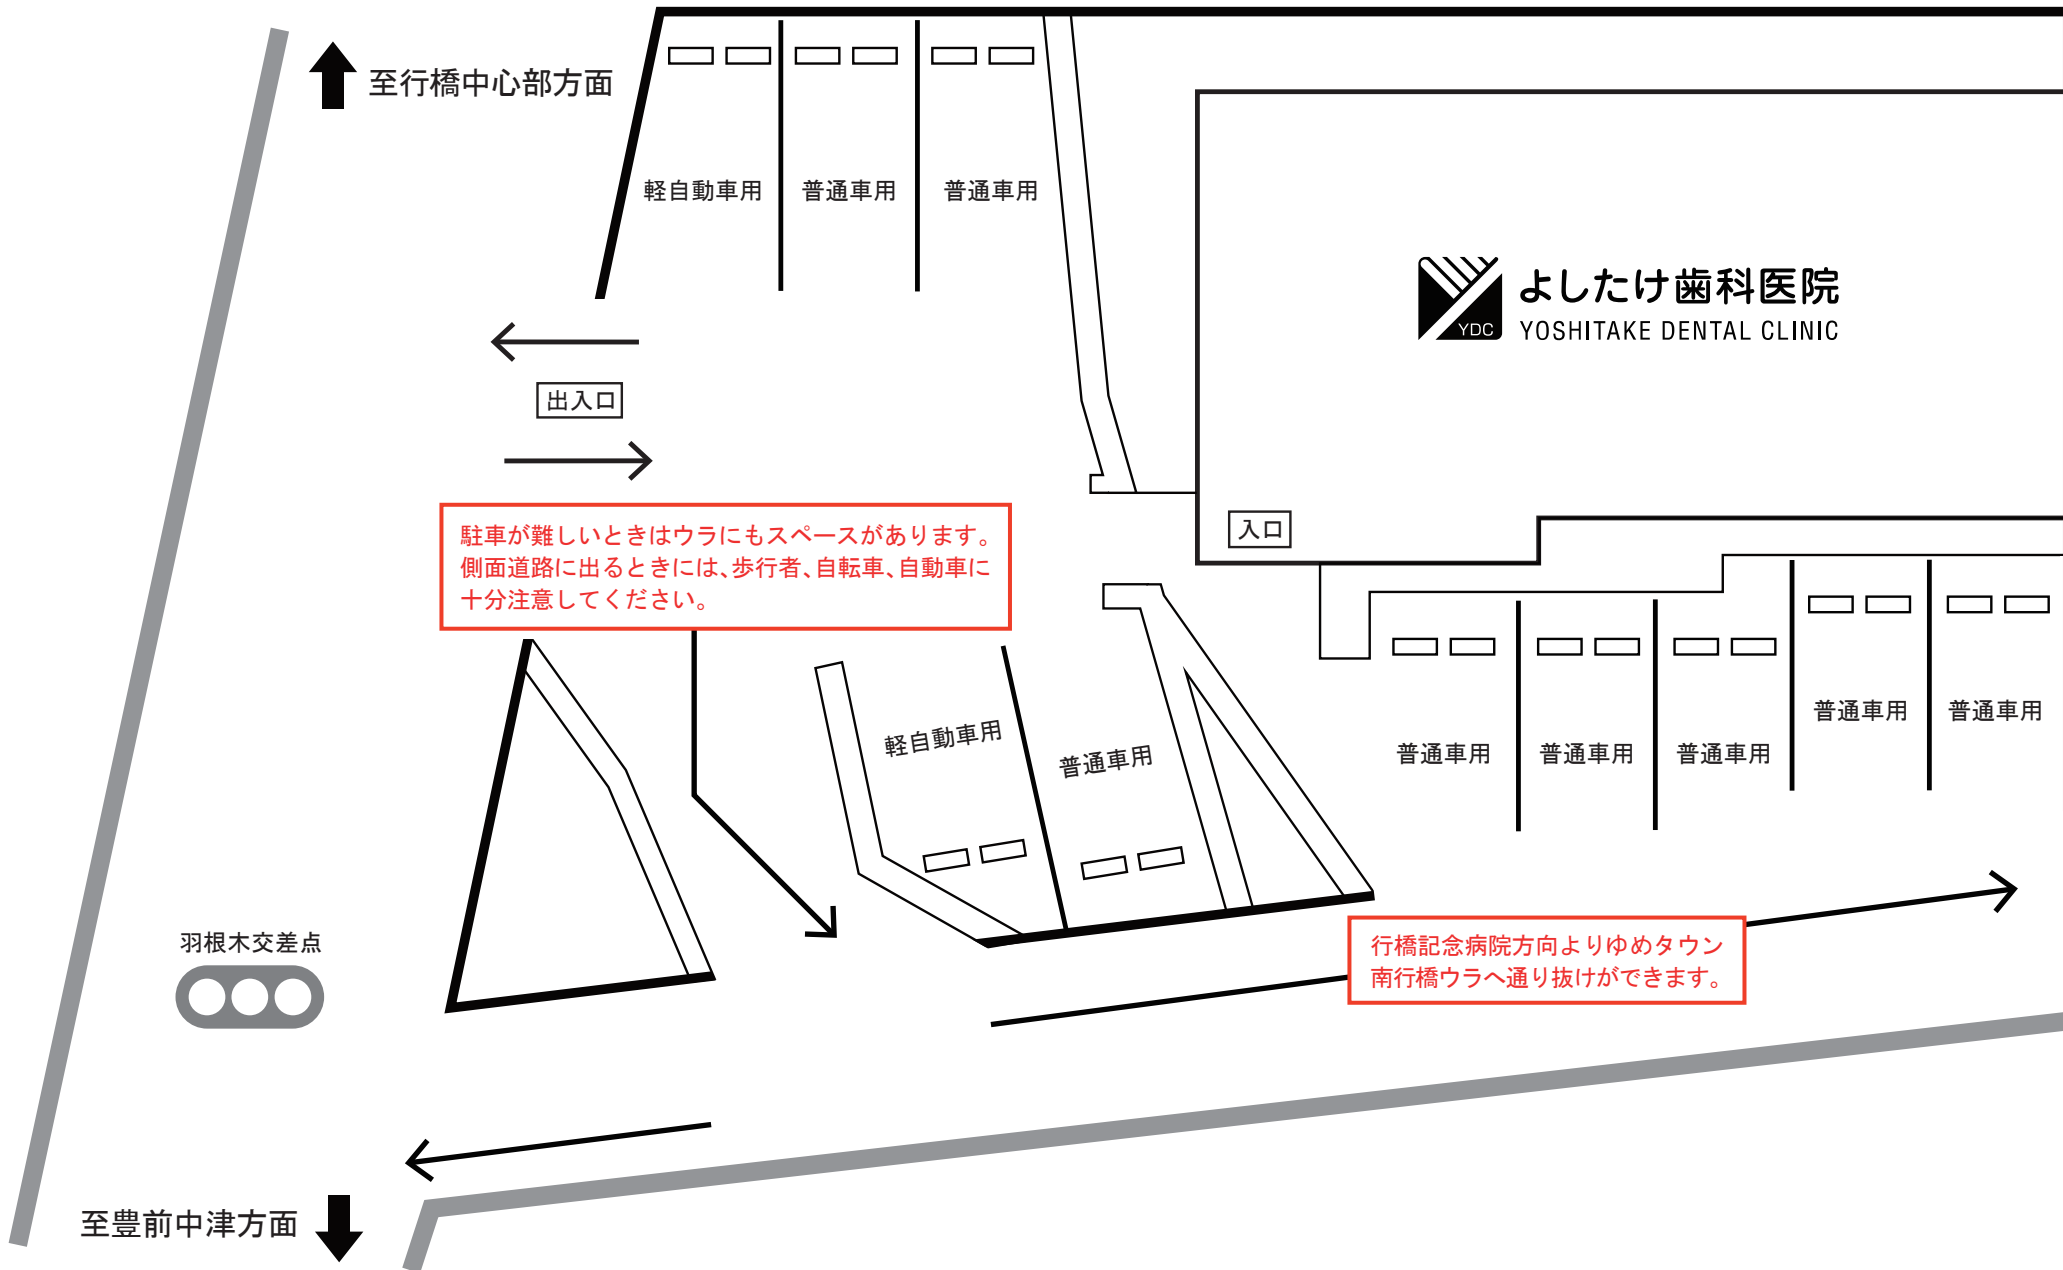 至行橋中心部方面
軽自動車用
普通車用
普通車用
YDC
よしたけ歯科医院
YOSHITAKE DENTAL CLINIC
出入口
入口
駐車が難しいときはウラにもスペースがあります。
側面道路に出るときには、歩行者、自転車、自動車に
十分注意してください。
軽自動車用
普通車用
普通車用
普通車用
普通車用
普通車用
普通車用
羽根木交差点
行橋記念病院方向よりゆめタウン
南行橋ウラへ通り抜けができます。
至豊前中津方面